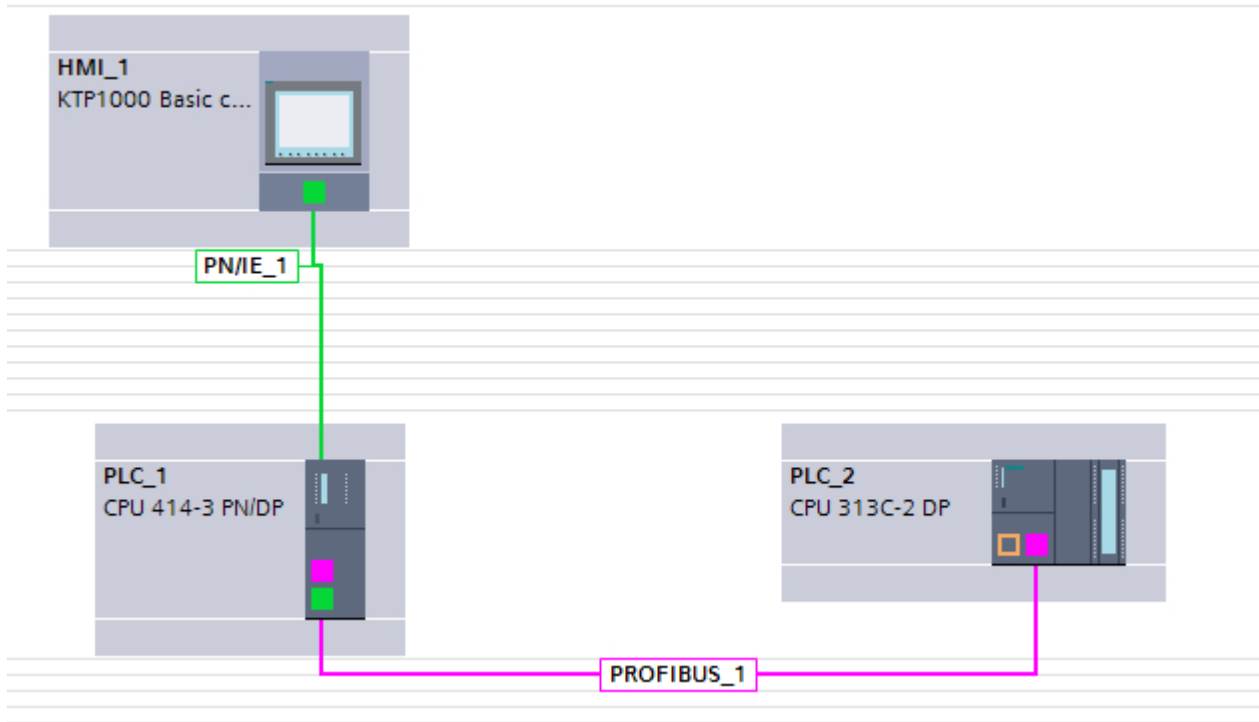 HMI_1
KTP1000 Basic c...
PN/IE_1
PLC_1
CPU 414-3 PN/DP
PLC_2
CPU 313C-2 DP
PROFIBUS_1